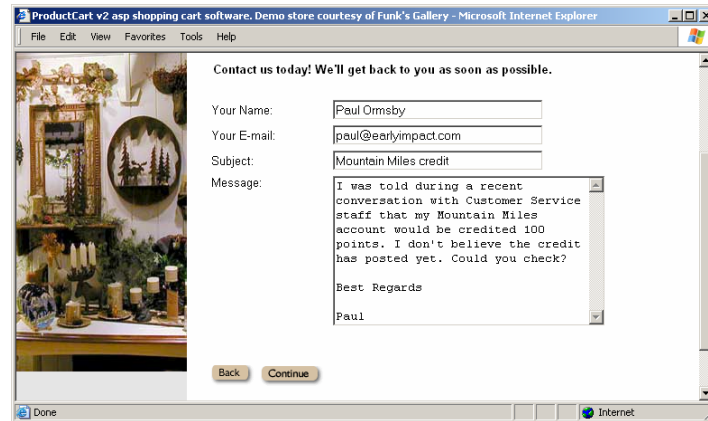 ProductCart v2 asp shopping cart software. Demo store courtesy of Funk's Gallery - Microsoft Internet Explorer
File Edit View Favorites Tools Help
Contact us today! We'll get back to you as soon as possible.
Your Name: Paul Ormsby
Your E-mail: paul@earlyimpact.com
Subject: Mountain Miles credit
Message: I was told during a recent
conversation with Customer Service
staff that my Mountain Miles
account would be credited 100
points. I don't believe the credit
has posted yet. Could you check?
Best Regards
Paul
Back Continue
Done Internet